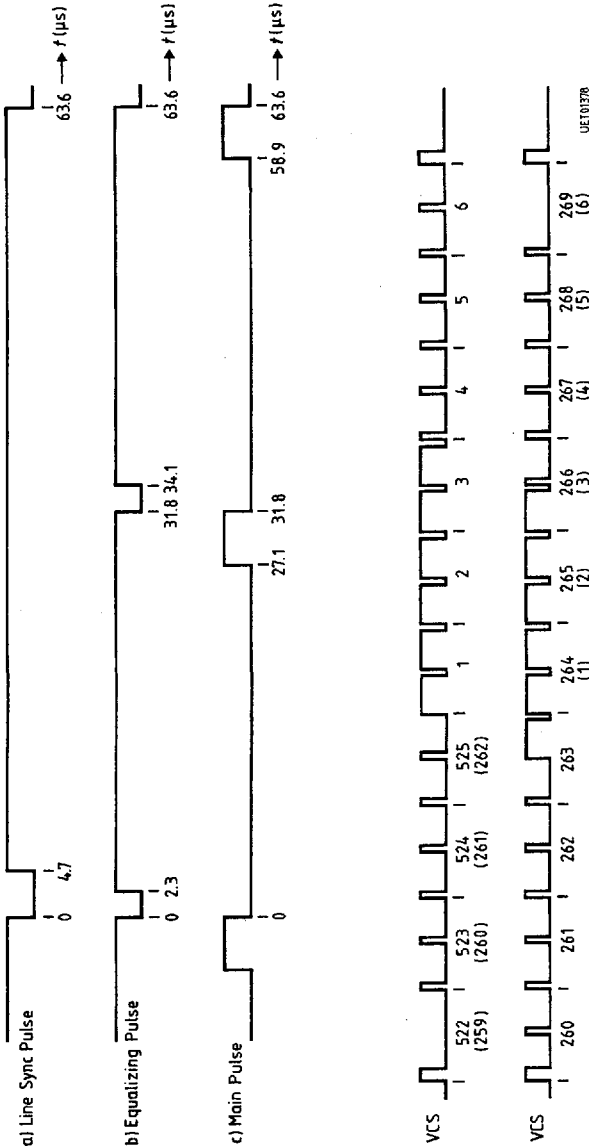 a) Line Sync Pulse
0 4.7 63.6 t(µs)
b) Equalizing Pulse
0 2.3 31.8 34.1 63.6 t(µs)
c) Main Pulse
0 27.1 31.8 58.9 63.6 t(µs)
VCS
522 523 524 525 1 2 3 4 5 6
(259) (260) (261) (262)
VCS
260 261 262 263 264 265 266 267 268 269
(1) (2) (3) (4) (5) (6)
UET01378